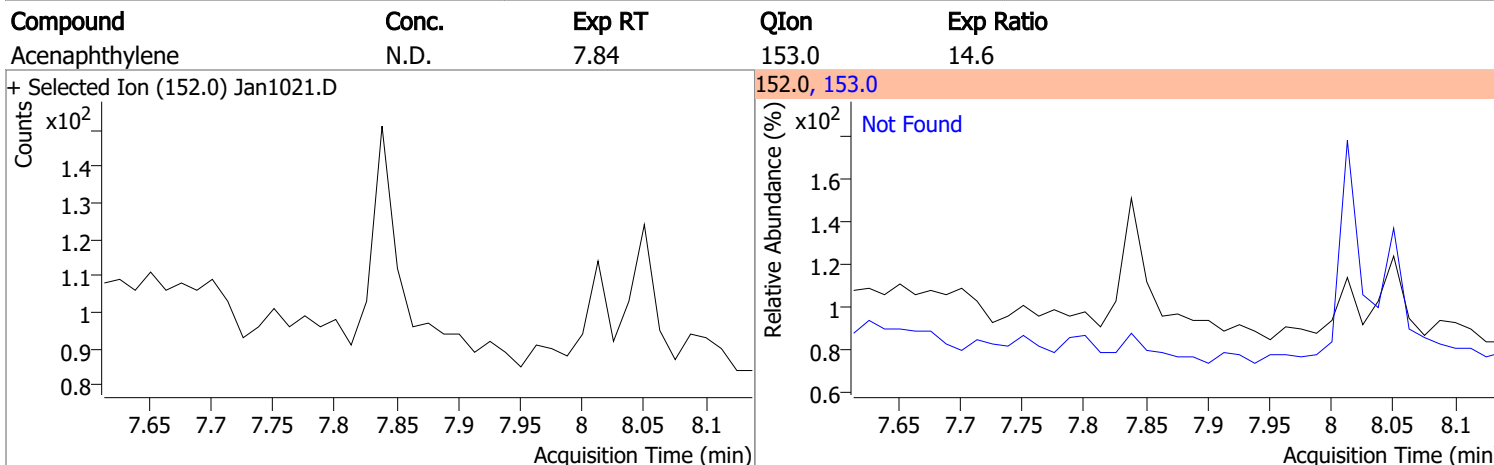 Compound Conc. Exp RT QIon Exp Ratio
Acenaphthylene N.D. 7.84 153.0 14.6
+ Selected Ion (152.0) Jan1021.D
Counts
x10²
1.4
1.3
1.2
1.1
1
0.9
0.8
7.65 7.7 7.75 7.8 7.85 7.9 7.95 8 8.05 8.1
Acquisition Time (min)
152.0, 153.0
Relative Abundance (%)
x10²
Not Found
1.6
1.4
1.2
1
0.8
0.6
7.65 7.7 7.75 7.8 7.85 7.9 7.95 8 8.05 8.1
Acquisition Time (min